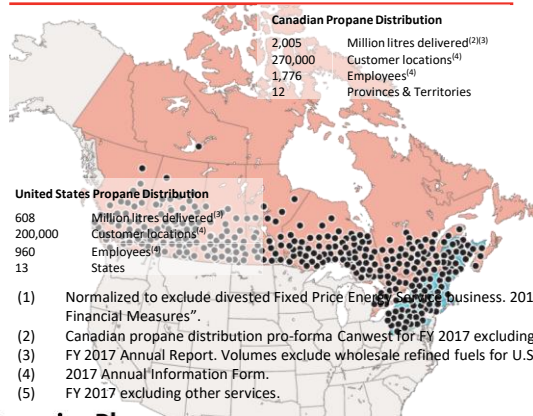 Canadian Propane Distribution
2,005 Million litres delivered(2)(3)
270,000 Customer locations(4)
1,776 Employees(4)
12 Provinces & Territories
United States Propane Distribution
608 Million litres delivered(3)
200,000 Customer locations(4)
960 Employees(4)
13 States
(1) Normalized to exclude divested Fixed Price Energy Service business. 201
Financial Measures”.
(2) Canadian propane distribution pro-forma Canwest for FY 2017 excluding
(3) FY 2017 Annual Report. Volumes exclude wholesale refined fuels for U.S
(4) 2017 Annual Information Form.
(5) FY 2017 excluding other services.